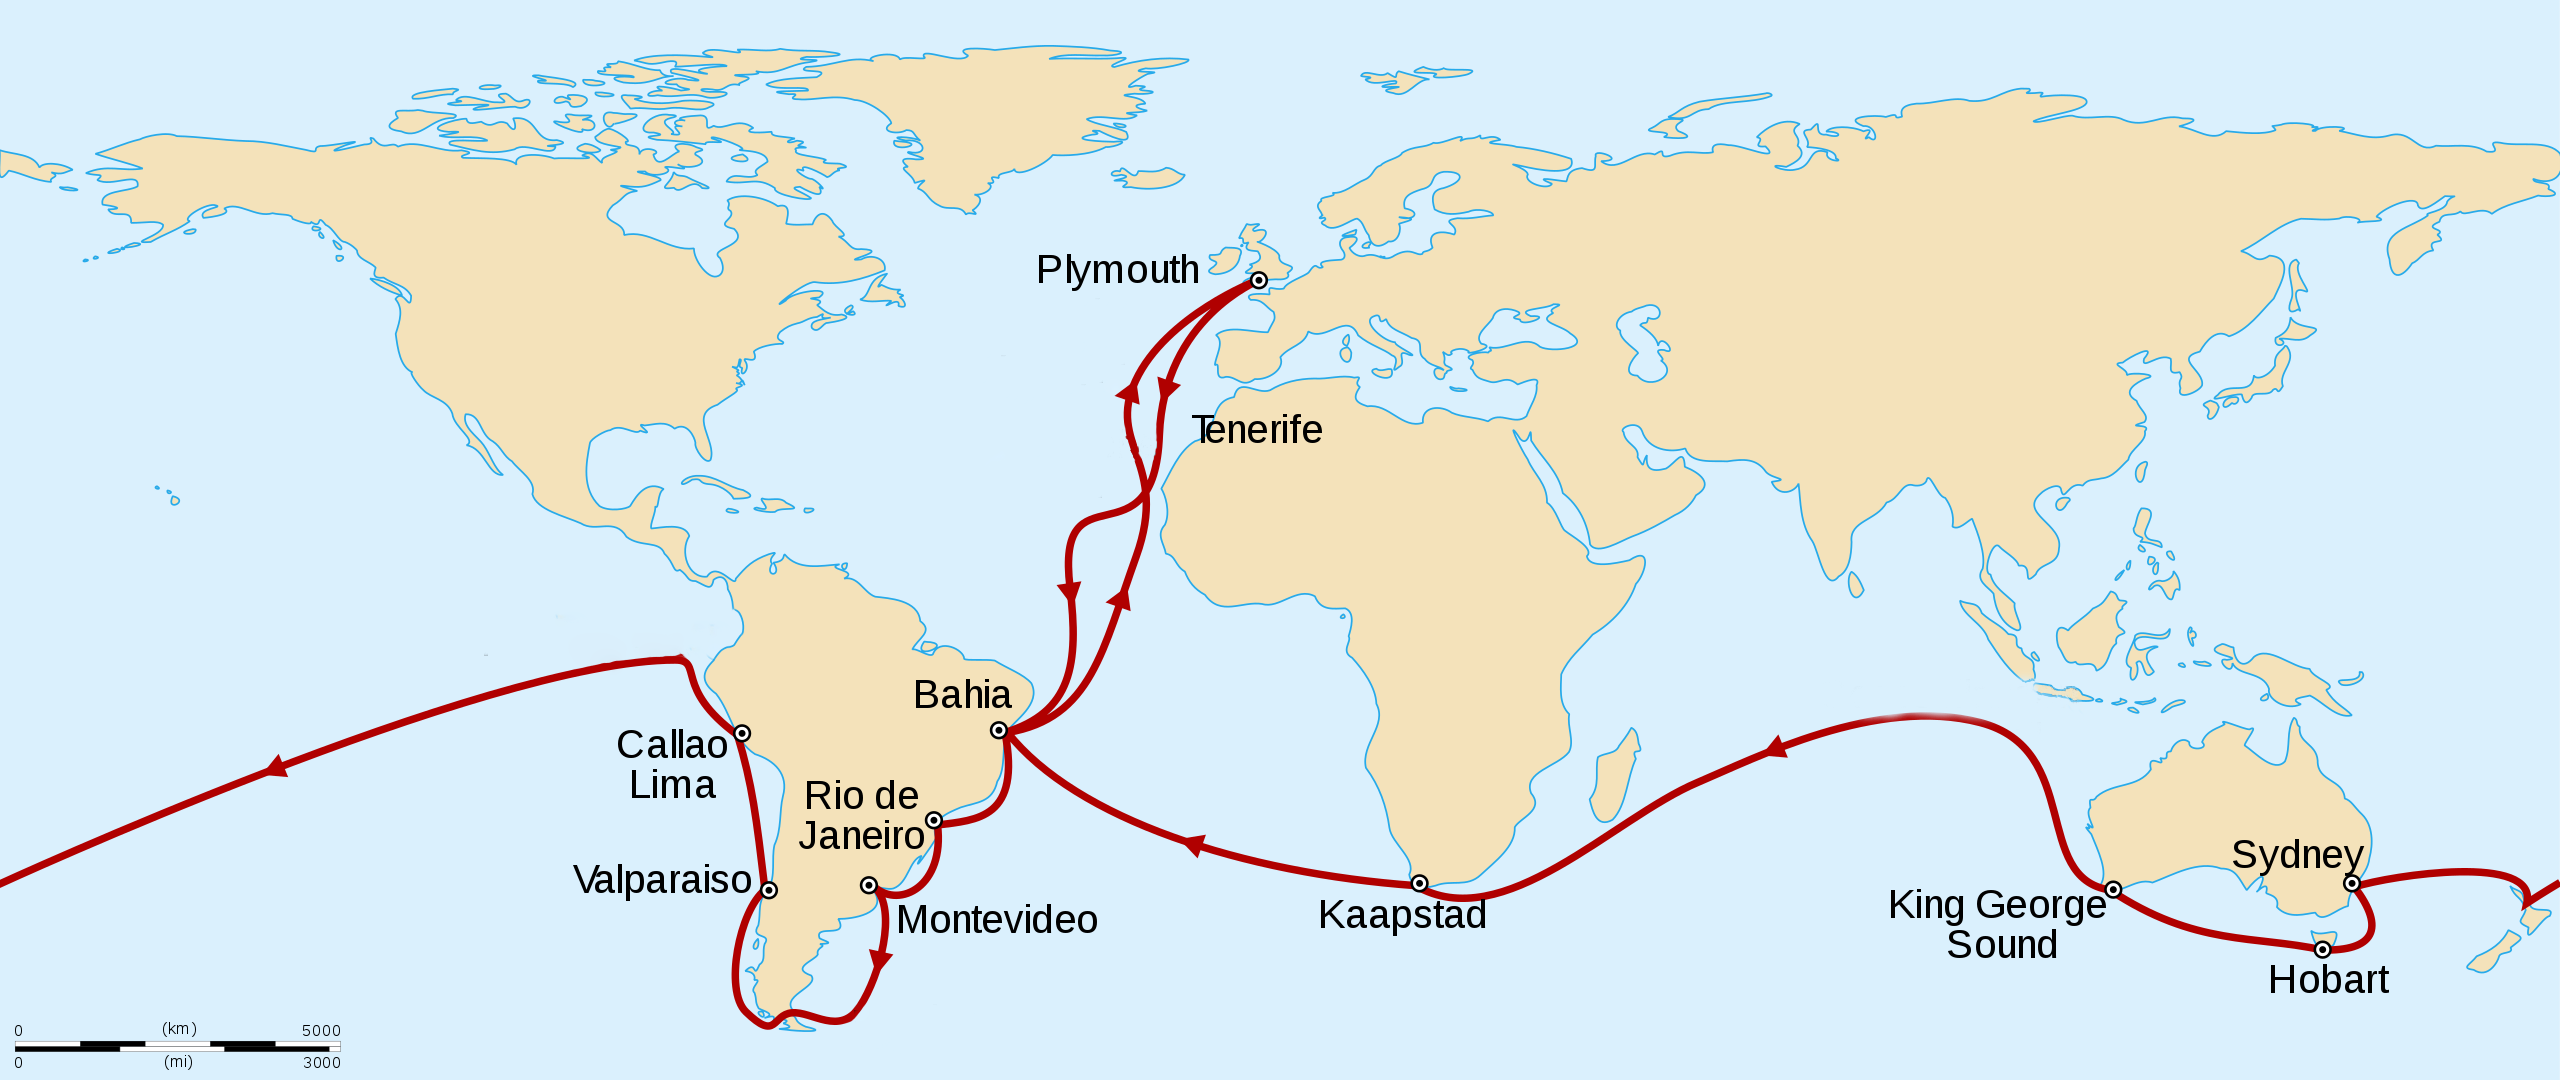 Plymouth
Tenerife
Bahia
Callao
Lima
Rio de
Janeiro
Valparaiso
Montevideo
Kaapstad
King George
Sound
Sydney
Hobart
0 (km) 5000
0 (mi) 3000